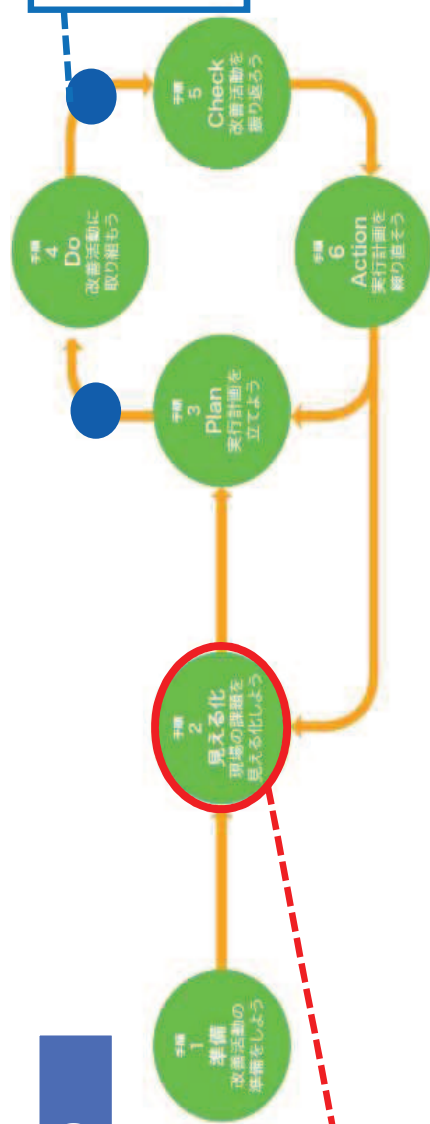 手順
1
準備
改善活動の
準備をしよう
手順
2
見える化
現場の課題を
見える化しよう
手順
3
Plan
実行計画を
立てよう
手順
4
Do
改善活動に
取り組もう
手順
5
Check
改善活動を
振り返ろう
手順
6
Action
実行計画を
練り直そう